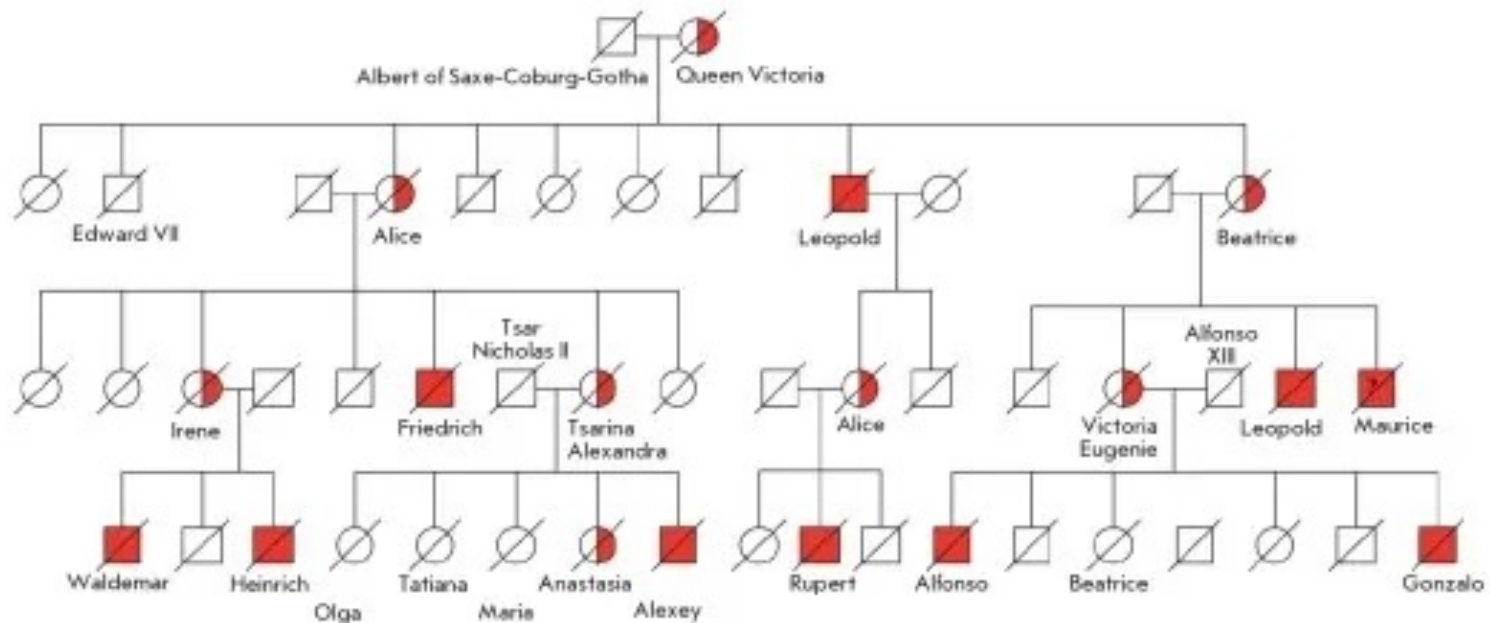 Albert of Saxe-Coburg-Gotha
Queen Victoria
Edward VII
Alice
Leopold
Beatrice
Tsar
Nicholas II
Alfonso
XIII
Irene
Friedrich
Tsarina
Alexandra
Alice
Victoria
Eugenie
Leopold
Maurice
?
Waldemar
Heinrich
Olga
Tatiana
Maria
Anastasia
Alexey
Rupert
Alfonso
Beatrice
Gonzalo